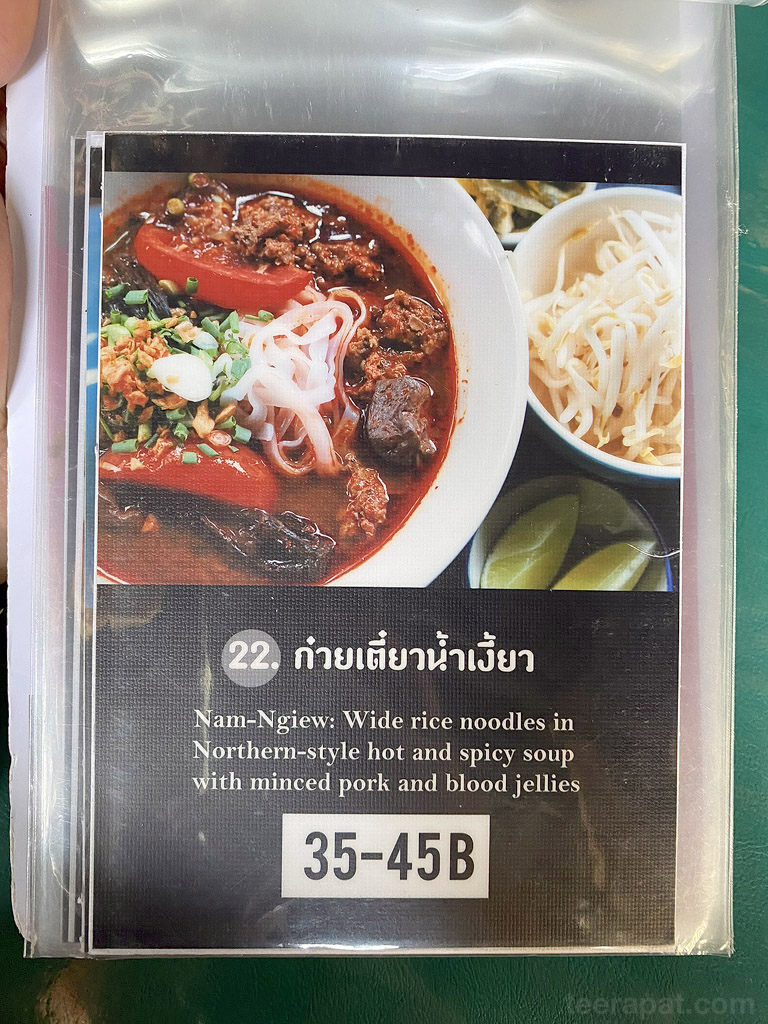 22. ก๋วยเตี๋ยวน้ำเงี้ยว
Nam-Ngiew: Wide rice noodles in
Northern-style hot and spicy soup
with minced pork and blood jellies
35-45B
teerapat.com